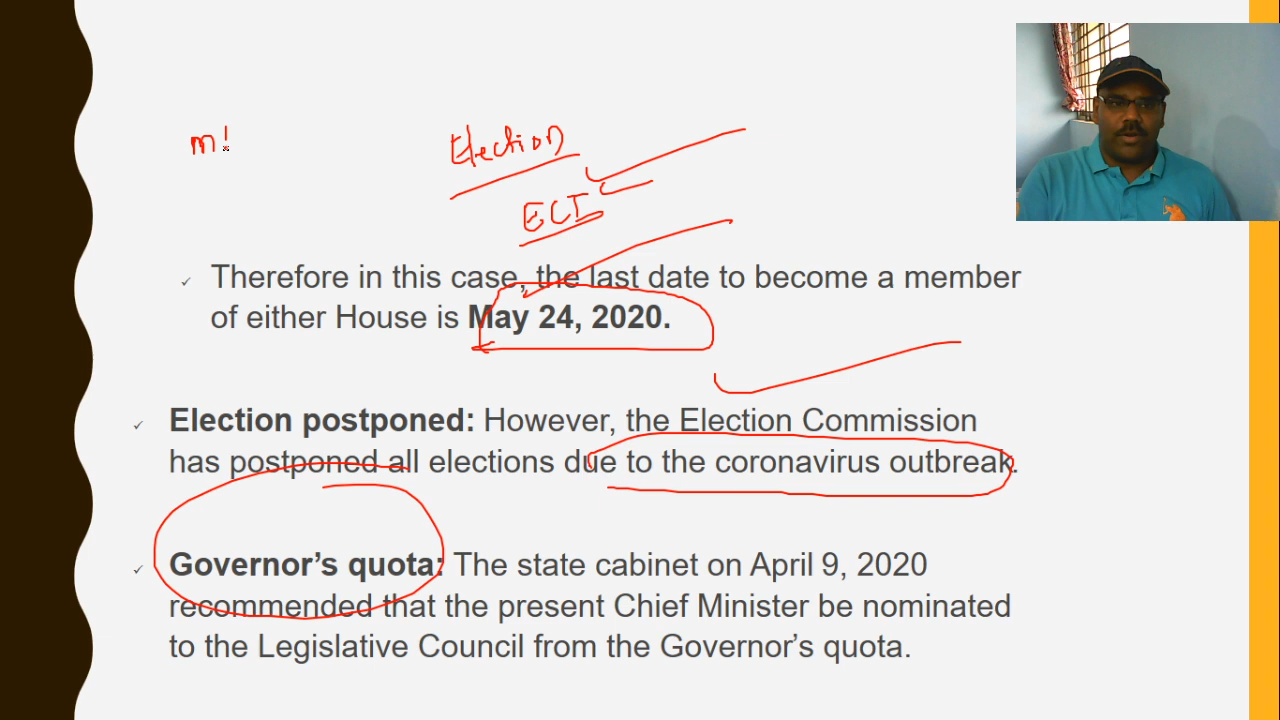 m!
Election
ECI
Therefore in this case, the last date to become a member
of either House is May 24, 2020.
Election postponed: However, the Election Commission
has postponed all elections due to the coronavirus outbreak.
Governor’s quota: The state cabinet on April 9, 2020
recommended that the present Chief Minister be nominated
to the Legislative Council from the Governor’s quota.